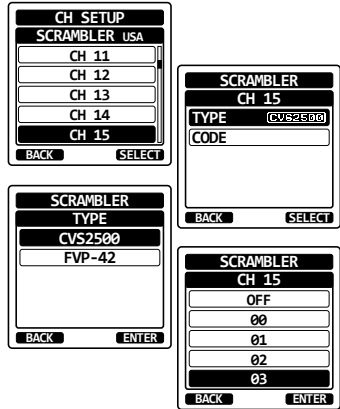 CH SETUP
SCRAMBLER USA
CH 11
CH 12
CH 13
CH 14
CH 15
BACK SELECT
SCRAMBLER
CH 15
TYPE CVS2500
CODE
BACK SELECT
SCRAMBLER
TYPE
CVS2500
FVP-42
BACK ENTER
SCRAMBLER
CH 15
OFF
00
01
02
03
BACK ENTER